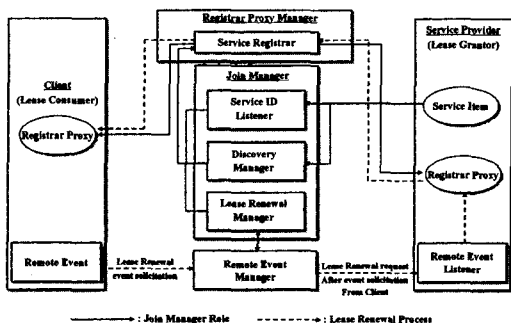 Registrar Proxy Manager
Service Registrar
Service Provider
(Lease Grantor)
Client
(Lease Consumer)
Registrar Proxy
Join Manager
Service ID
Listener
Discovery
Manager
Lease Renewal
Manager
Service Item
Registrar Proxy
Remote Event
Lease Renewal
event solicitation
Remote Event
Manager
Lease Renewal request
After event solicitation
From Client
Remote Event
Listener
: Join Manager Role
: Lease Renewal Process